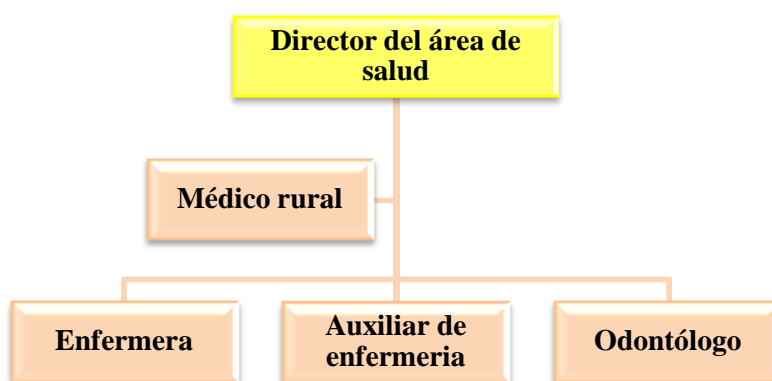 Director del área de
salud
Médico rural
Enfermera
Auxiliar de
enfermeria
Odontólogo